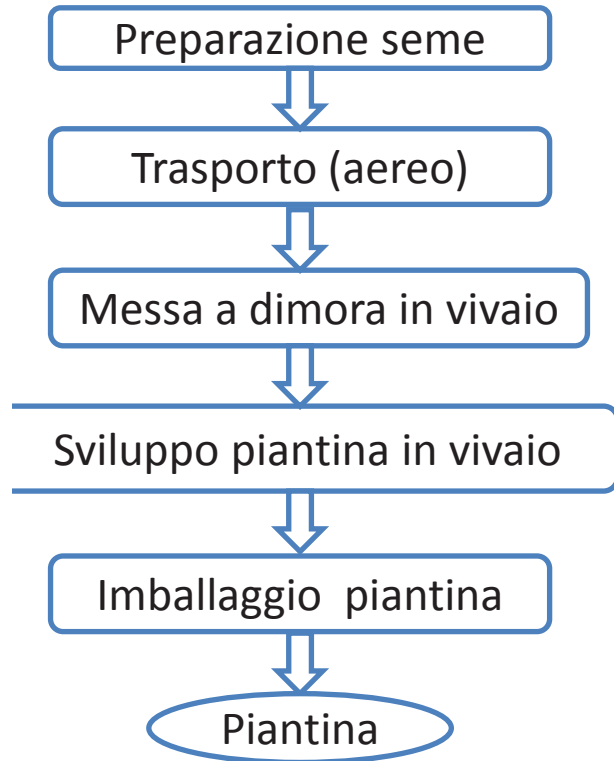 Preparazione seme
Trasporto (aereo)
Messa a dimora in vivaio
Sviluppo piantina in vivaio
Imballaggio piantina
Piantina